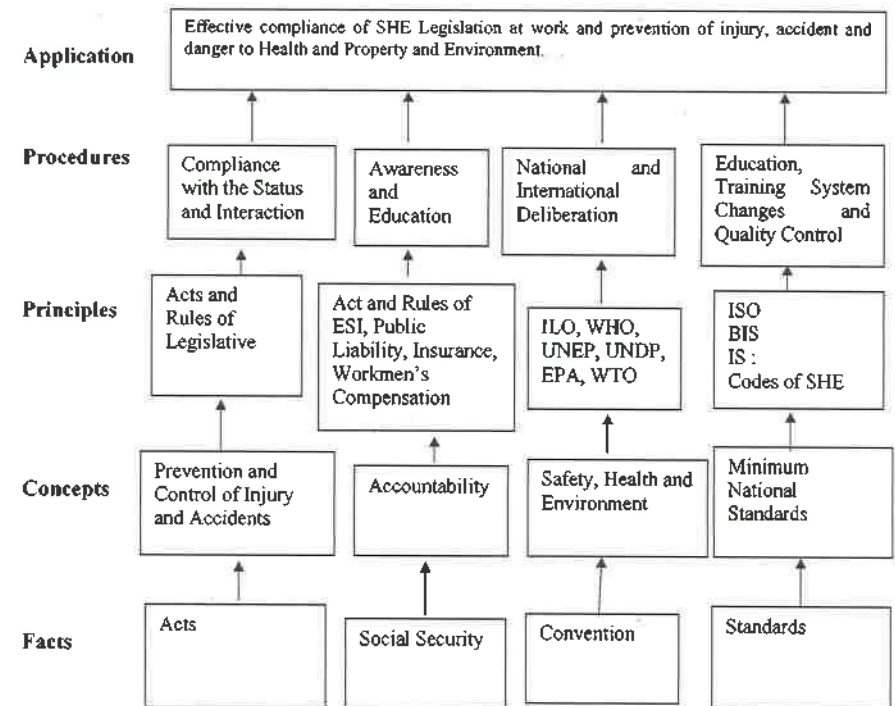 Effective compliance of SHE Legislation at work and prevention of injury, accident and
danger to Health and Property and Environment.
Application
Procedures
Compliance
with the Status
and Interaction
Awareness
and
Education
National and
International
Deliberation
Education,
Training System
Changes and
Quality Control
Principles
Acts and
Rules of
Legislative
Act and Rules of
ESI, Public
Liability, Insurance,
Workmen's
Compensation
ILO, WHO,
UNEP, UNDP,
EPA, WTO
ISO
BIS
IS :
Codes of SHE
Concepts
Prevention and
Control of Injury
and Accidents
Accountability
Safety, Health and
Environment
Minimum
National
Standards
Facts
Acts
Social Security
Convention
Standards